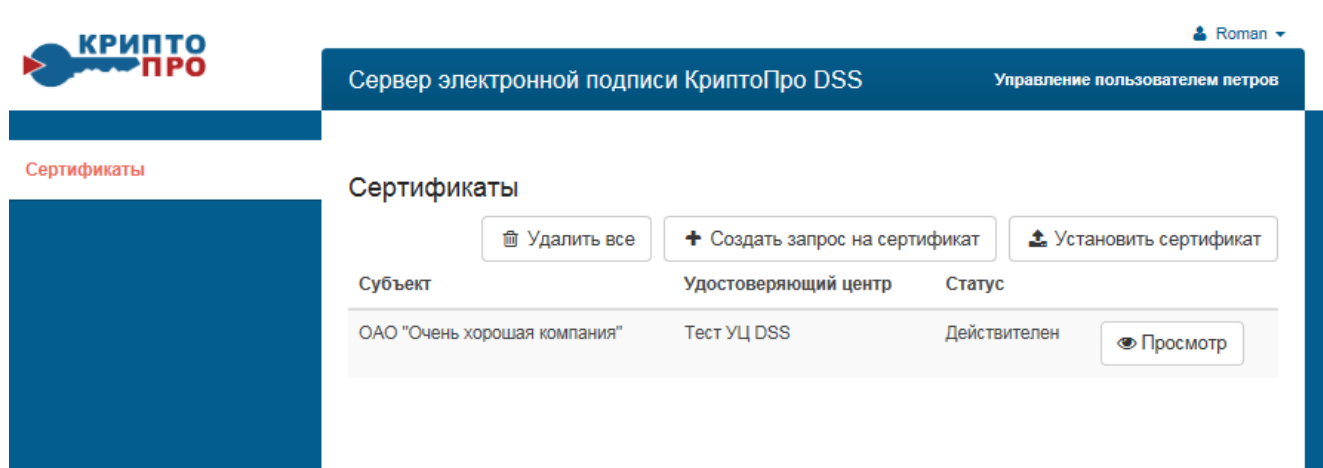 КРИПТО
ПРО
Roman
Сервер электронной подписи КриптоПро DSS
Управление пользователем петров
Сертификаты
Сертификаты
Удалить все
Создать запрос на сертификат
Установить сертификат
Субъект Удостоверяющий центр Статус
ОАО "Очень хорошая компания" Тест УЦ DSS Действителен Просмотр